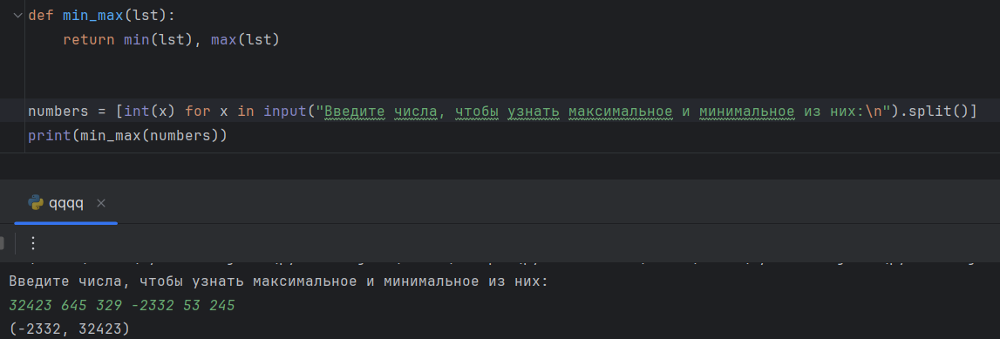 def min_max(lst):
    return min(lst), max(lst)
numbers = [int(x) for x in input("Введите числа, чтобы узнать максимальное и минимальное из них:\n").split()]
print(min_max(numbers))
qqqq
Введите числа, чтобы узнать максимальное и минимальное из них:
32423 645 329 -2332 53 245
(-2332, 32423)